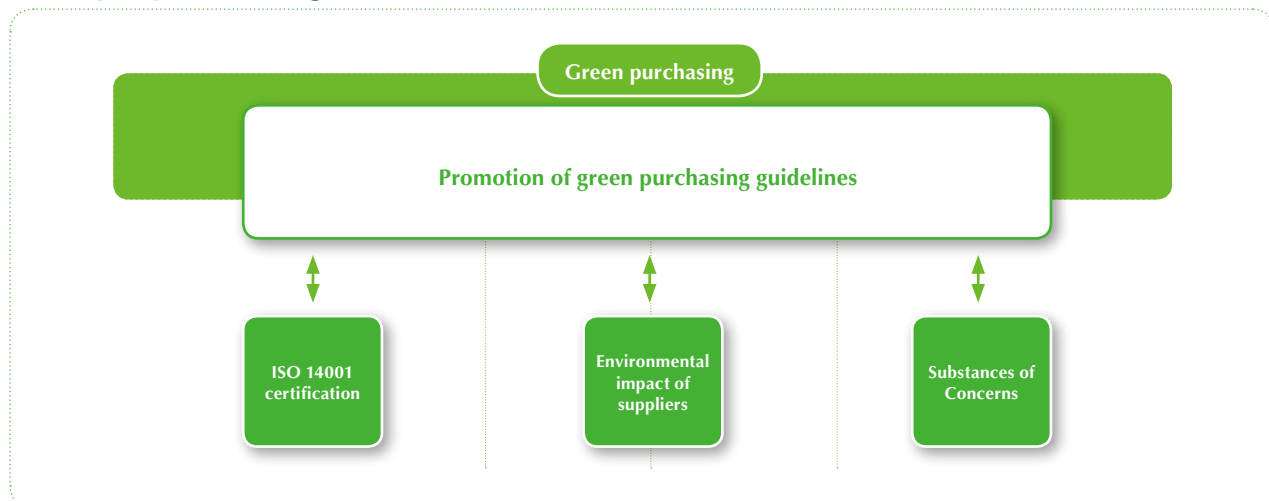 Green purchasing
Promotion of green purchasing guidelines
ISO 14001
certification
Environmental
impact of
suppliers
Substances of
Concerns